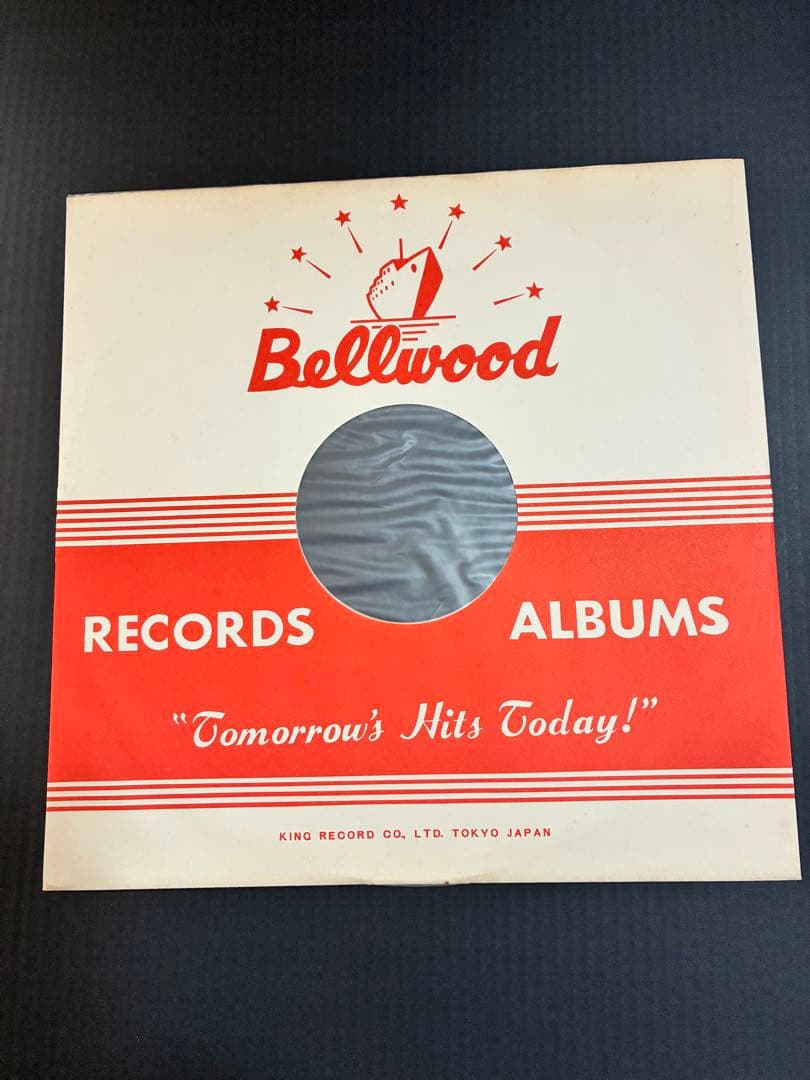 Bellwood
RECORDS ALBUMS
"Tomorrow's Hits Today!"
KING RECORD CO., LTD. TOKYO JAPAN